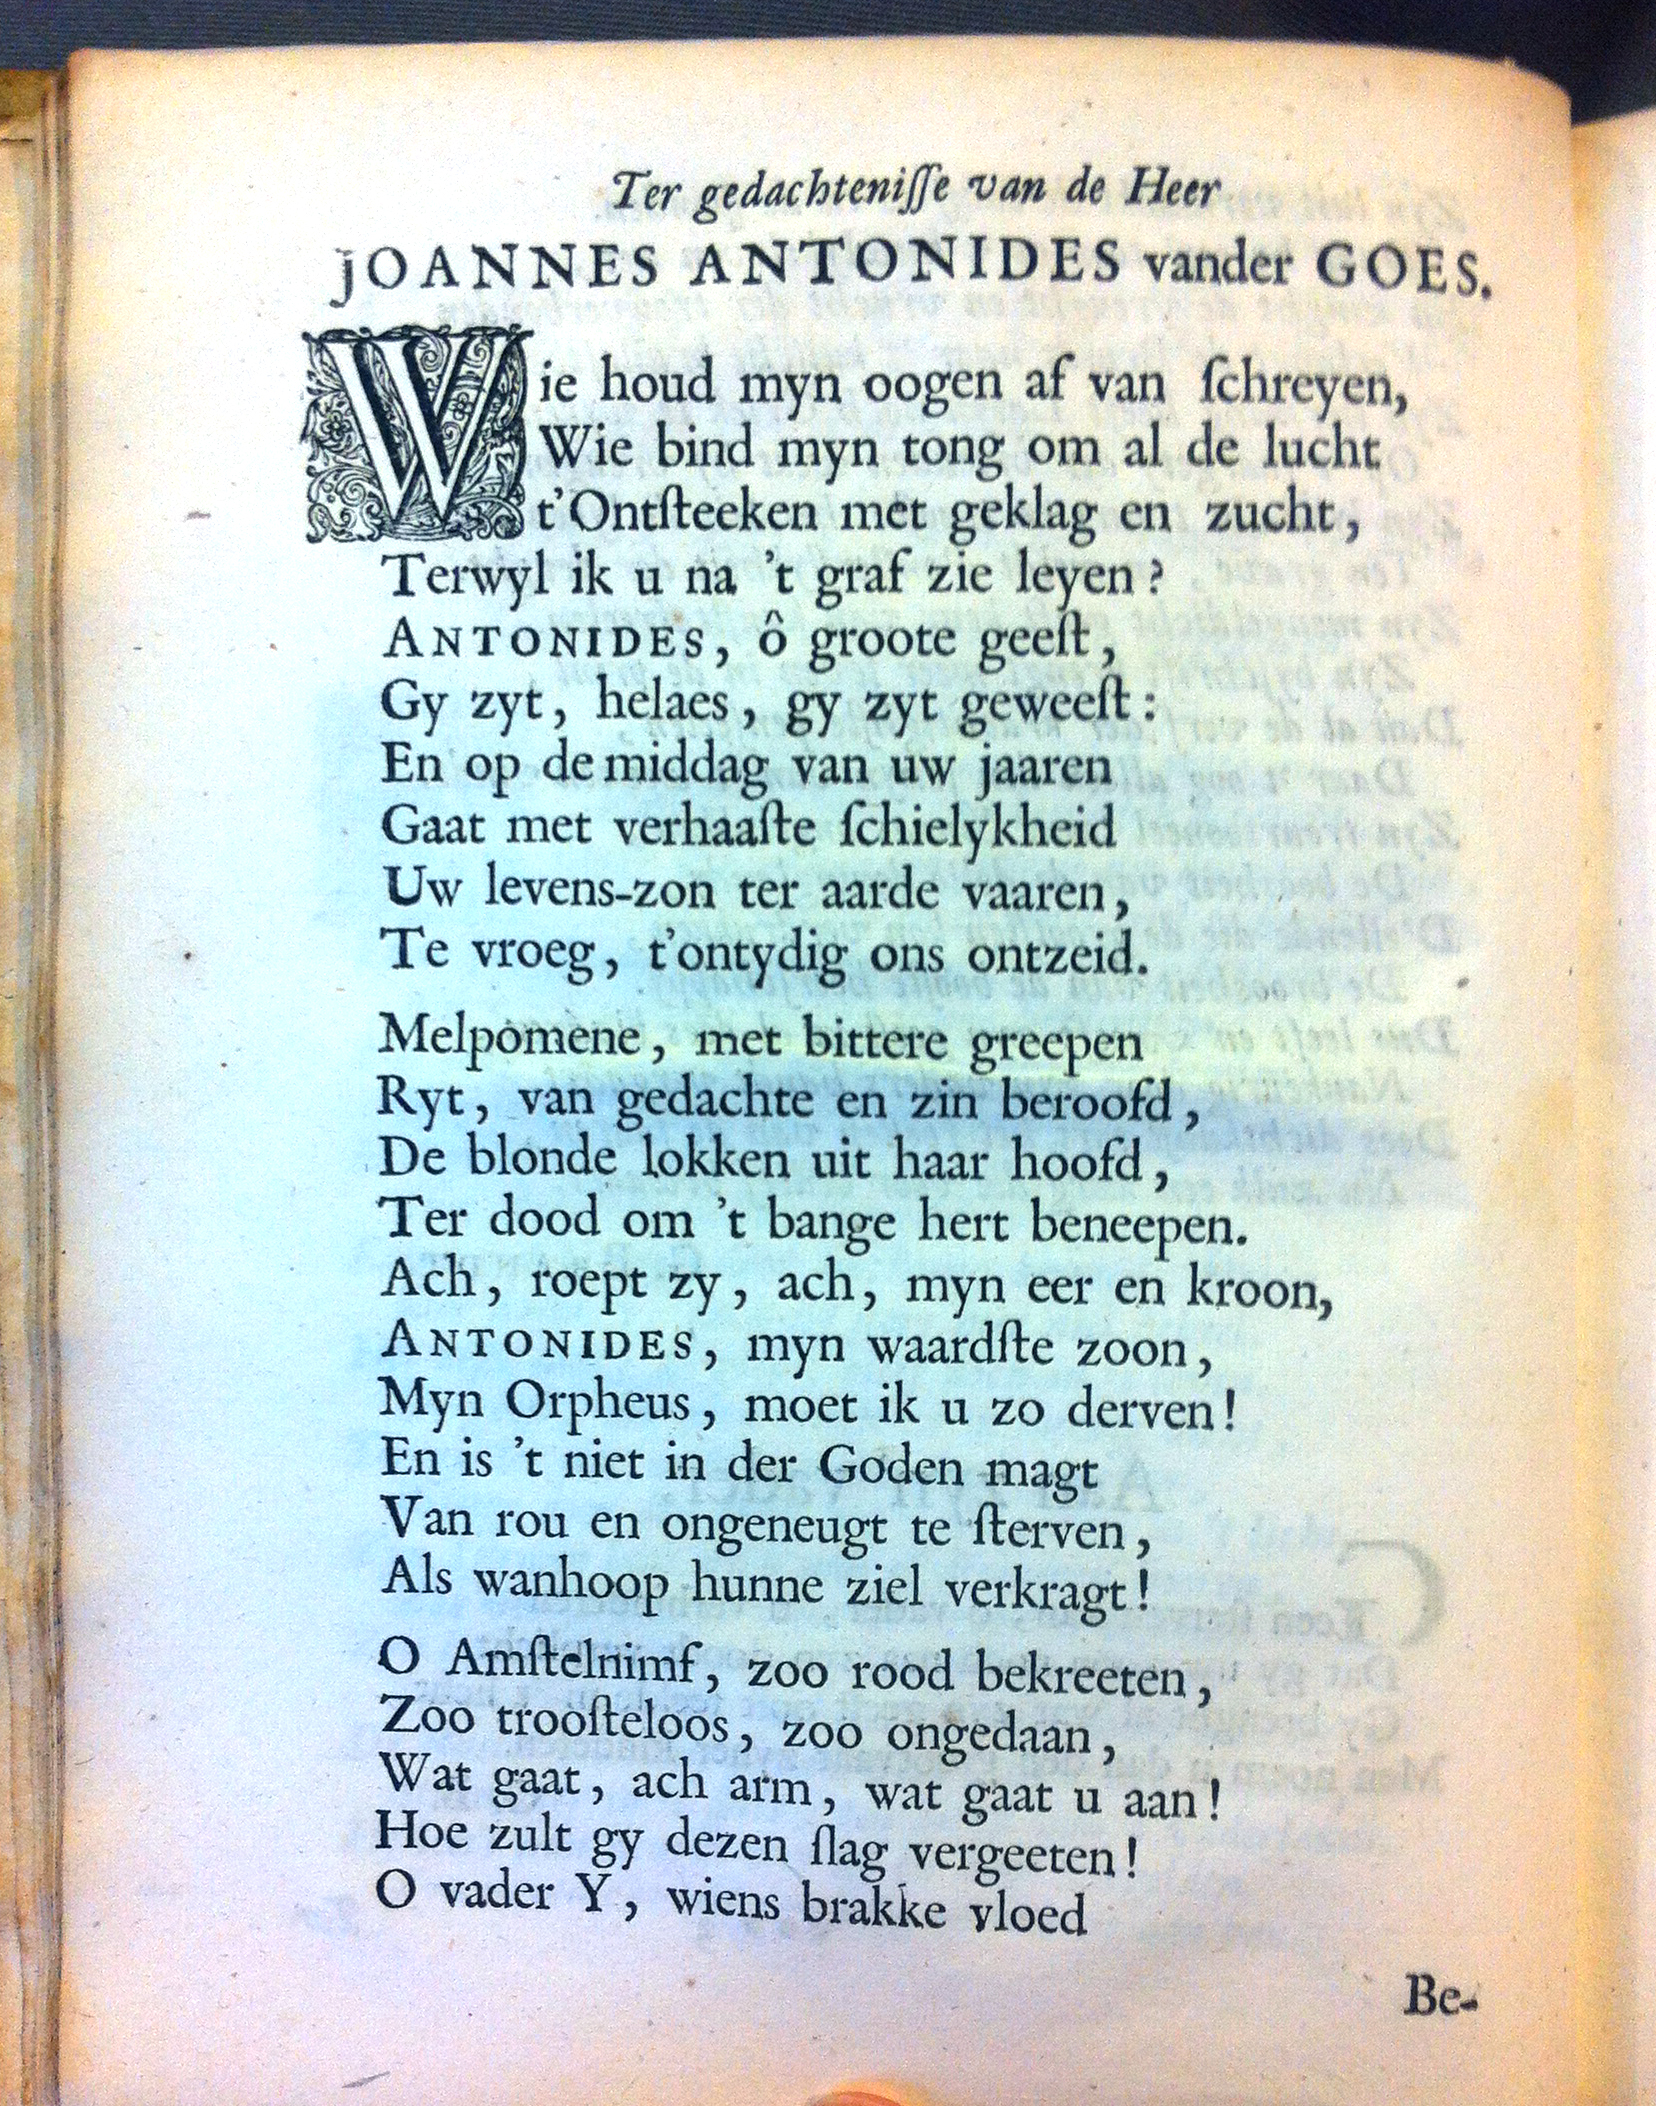 Ter gedachteniſſe van de Heer
JOANNES ANTONIDES vander GOES.
Wie houd myn oogen af van ſchreyen,
Wie bind myn tong om al de lucht
t'Ontſteeken met geklag en zucht,
Terwyl ik u na 't graf zie leyen?
ANTONIDES, ô groote geeſt,
Gy zyt, helaes, gy zyt geweeſt:
En op de middag van uw jaaren
Gaat met verhaaſte ſchielykheid
Uw levens-zon ter aarde vaaren,
Te vroeg, t'ontydig ons ontzeid.
Melpomene, met bittere greepen
Ryt, van gedachte en zin beroofd,
De blonde lokken uit haar hoofd,
Ter dood om 't bange hert beneepen.
Ach, roept zy, ach, myn eer en kroon,
ANTONIDES, myn waardſte zoon,
Myn Orpheus, moet ik u zo derven!
En is 't niet in der Goden magt
Van rou en ongeneugt te ſterven,
Als wanhoop hunne ziel verkragt!
O Amſtelnimf, zoo rood bekreeten,
Zoo trooſteloos, zoo ongedaan,
Wat gaat, ach arm, wat gaat u aan!
Hoe zult gy dezen ſlag vergeeten!
O vader Y, wiens brakke vloed
Be-